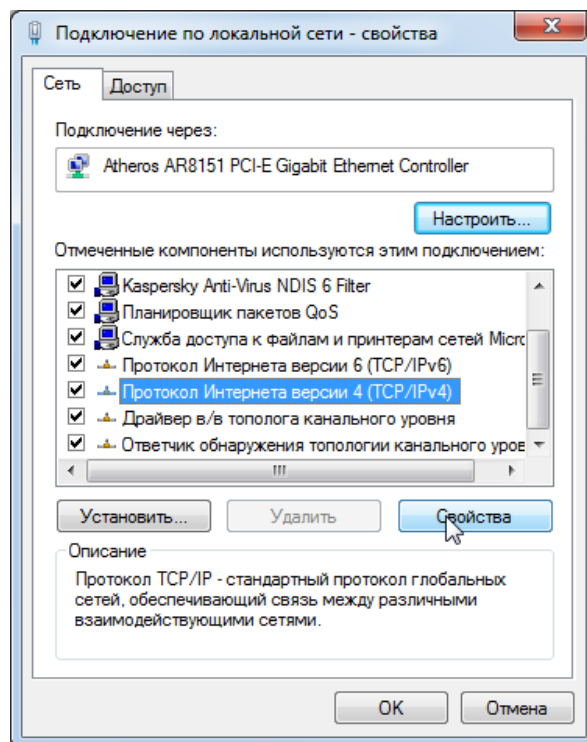 Подключение по локальной сети - свойства
Сеть
Доступ
Подключение через:
Atheros AR8151 PCI-E Gigabit Ethernet Controller
Настроить...
Отмеченные компоненты используются этим подключением:
Kaspersky Anti-Virus NDIS 6 Filter
Планировщик пакетов QoS
Служба доступа к файлам и принтерам сетей Micro
Протокол Интернета версии 6 (TCP/IPv6)
Протокол Интернета версии 4 (TCP/IPv4)
Драйвер в/в тополога канального уровня
Ответчик обнаружения топологии канального уров
Установить...
Удалить
Свойства
Описание
Протокол TCP/IP - стандартный протокол глобальных
сетей, обеспечивающий связь между различными
взаимодействующими сетями.
OK
Отмена